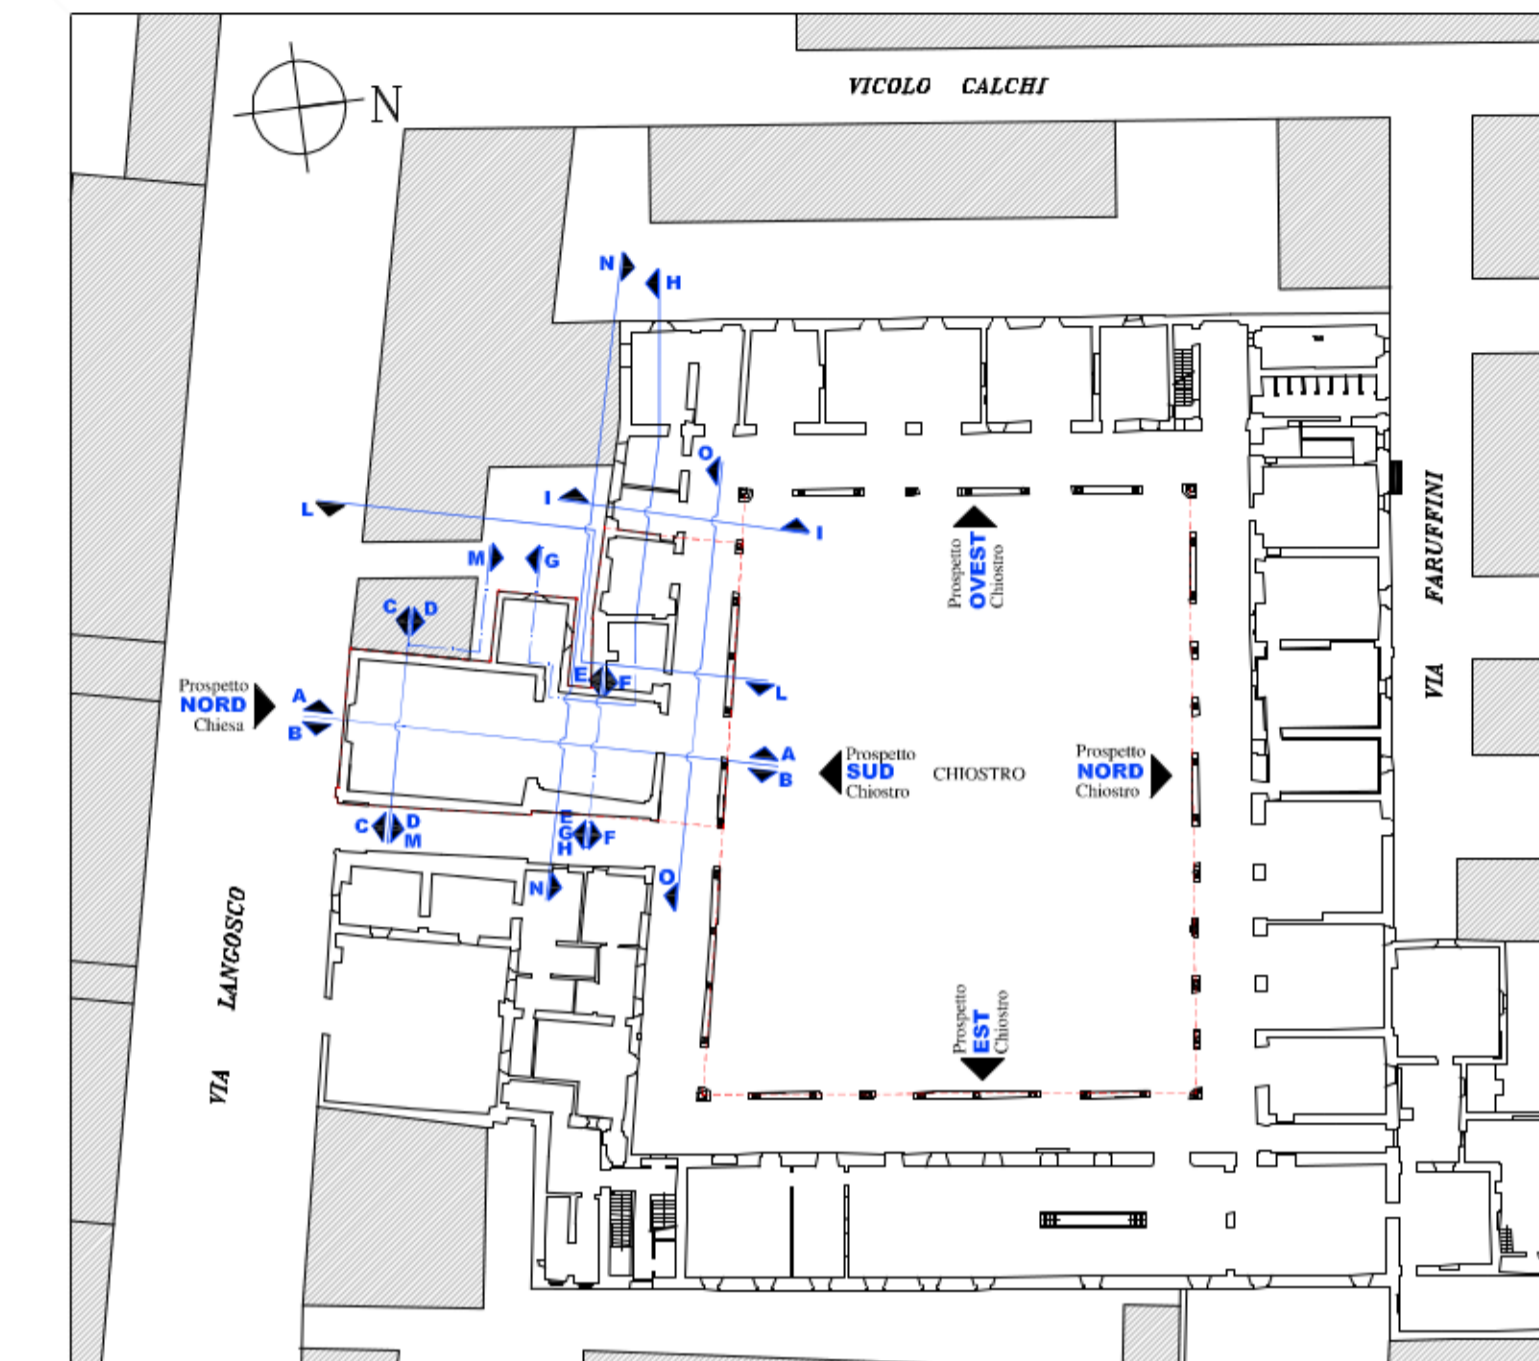 VICOLO CALCHI
N
N
H
O
I
L
I
M
G
C D
E F
L
Prospetto
NORD
Chiesa
A
B
A
B
Prospetto
OVEST
Chiostro
Prospetto
SUD
Chiostro
CHIOSTRO
Prospetto
NORD
Chiostro
C D
M
E
G
H
F
N
O
Prospetto
EST
Chiostro
VIA LANGOSCO
VIA FARUFFINI